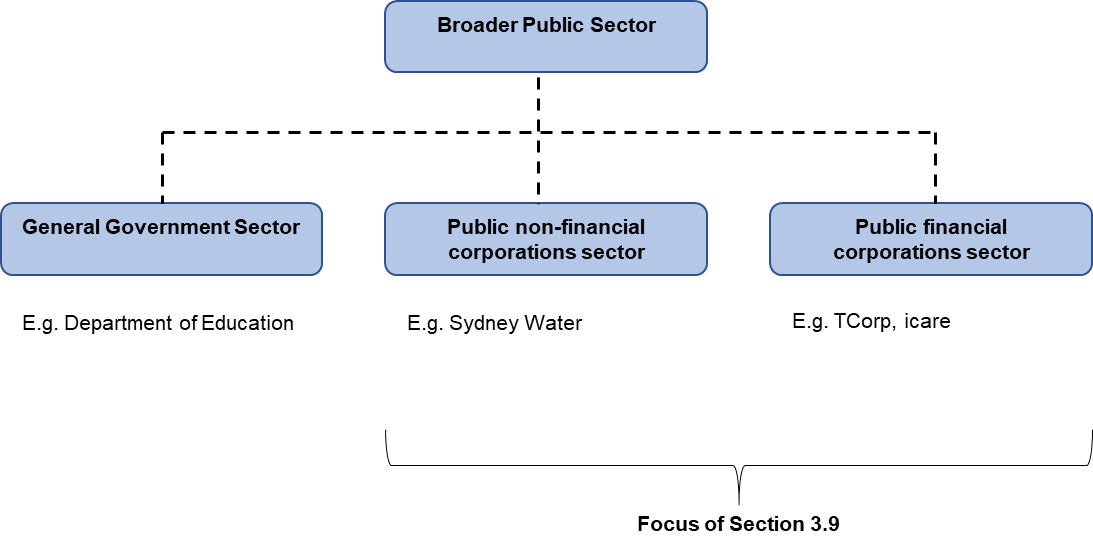 Broader Public Sector
General Government Sector
Public non-financial
corporations sector
Public financial
corporations sector
E.g. Department of Education
E.g. Sydney Water
E.g. TCorp, icare
Focus of Section 3.9